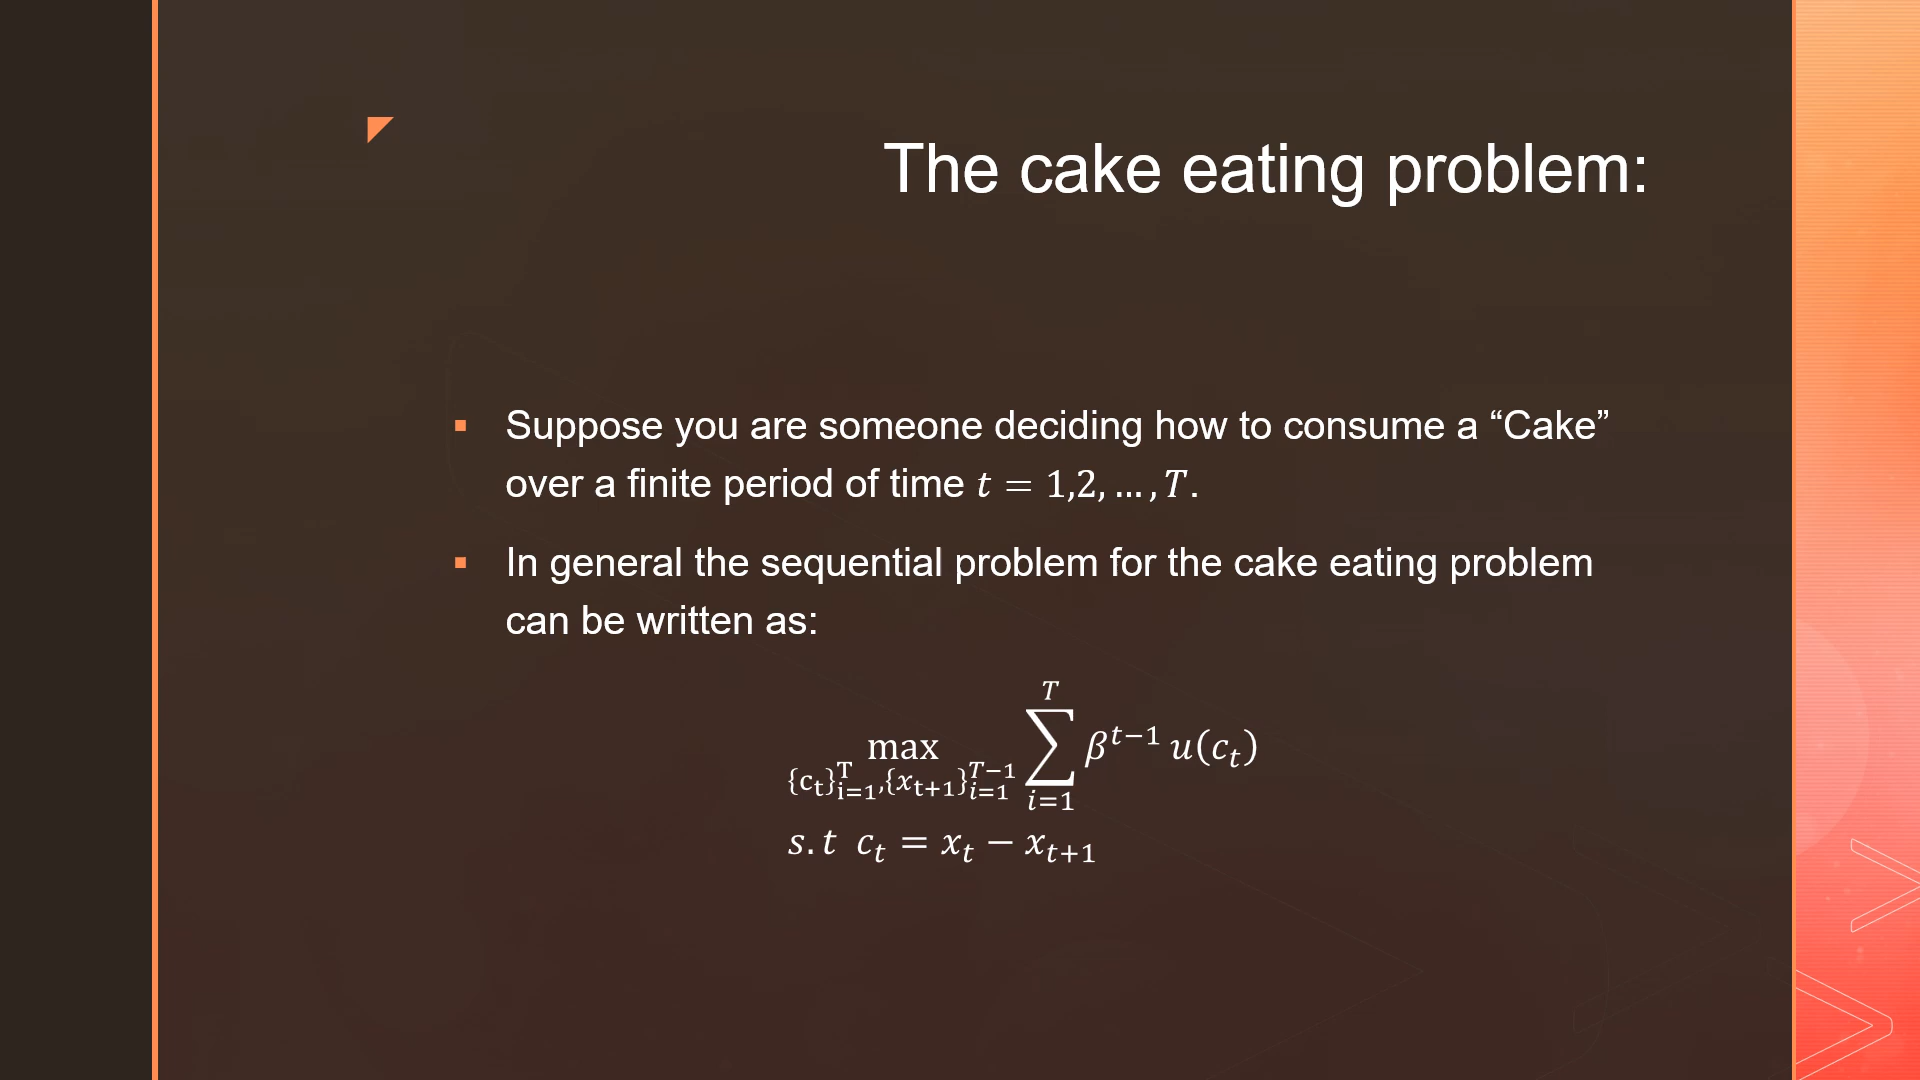 The cake eating problem:
▪ Suppose you are someone deciding how to consume a “Cake”
over a finite period of time 𝑡 = 1,2, … , 𝑇.
▪ In general the sequential problem for the cake eating problem
can be written as:
max_{{c_t}_{i=1}^{T},{x_{t+1}}_{i=1}^{T−1}} ∑_{i=1}^{T} β^{t−1} u(c_t)
s.t c_t = x_t − x_{t+1}